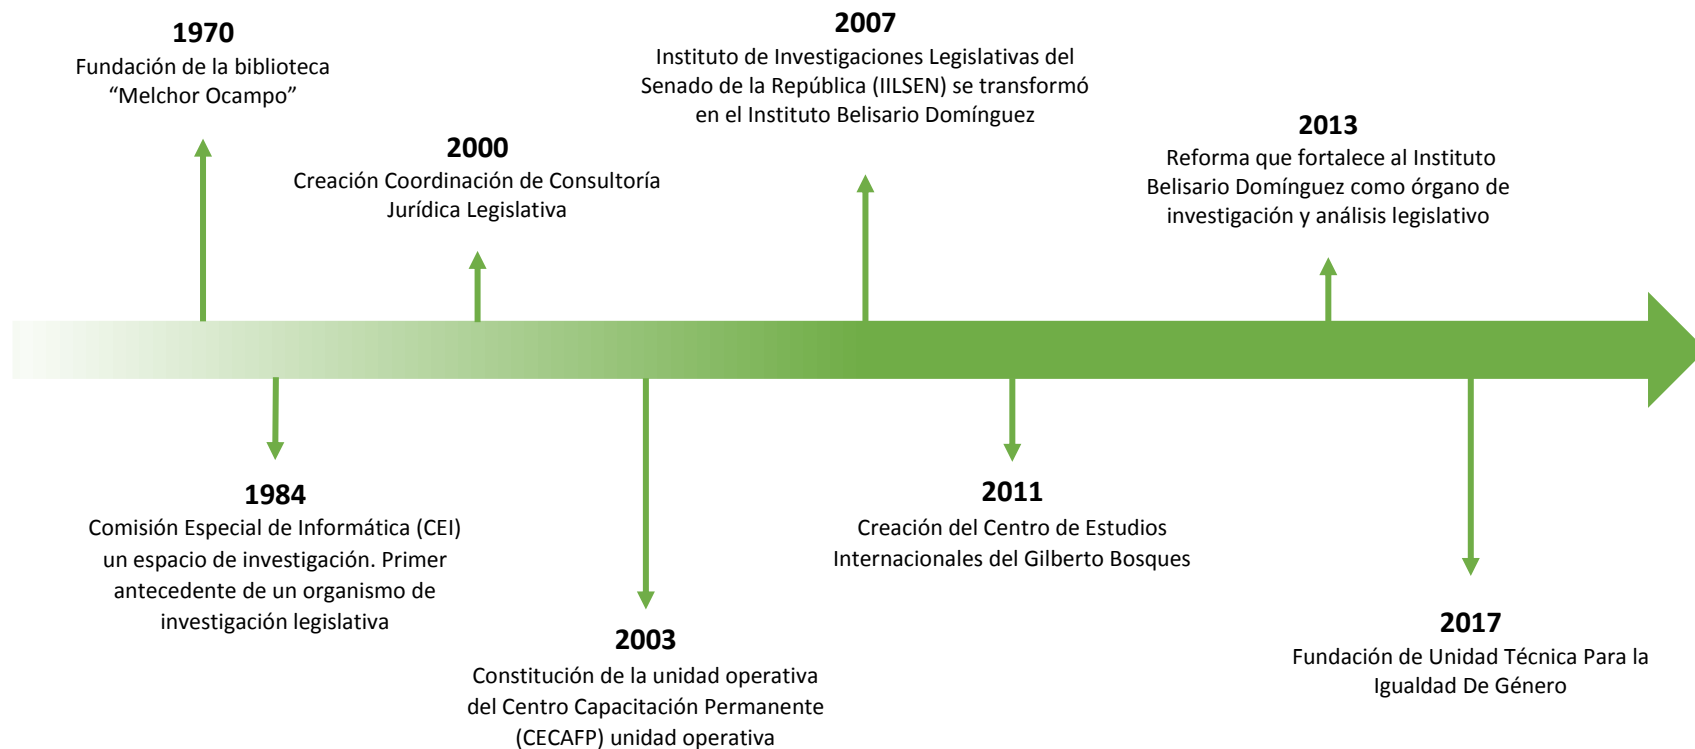 1970
Fundación de la biblioteca
“Melchor Ocampo”
1984
Comisión Especial de Informática (CEI)
un espacio de investigación. Primer
antecedente de un organismo de
investigación legislativa
2000
Creación Coordinación de Consultoría
Jurídica Legislativa
2003
Constitución de la unidad operativa
del Centro Capacitación Permanente
(CECAFP) unidad operativa
2007
Instituto de Investigaciones Legislativas del
Senado de la República (IILSEN) se transformó
en el Instituto Belisario Domínguez
2011
Creación del Centro de Estudios
Internacionales del Gilberto Bosques
2013
Reforma que fortalece al Instituto
Belisario Domínguez como órgano de
investigación y análisis legislativo
2017
Fundación de Unidad Técnica Para la
Igualdad De Género